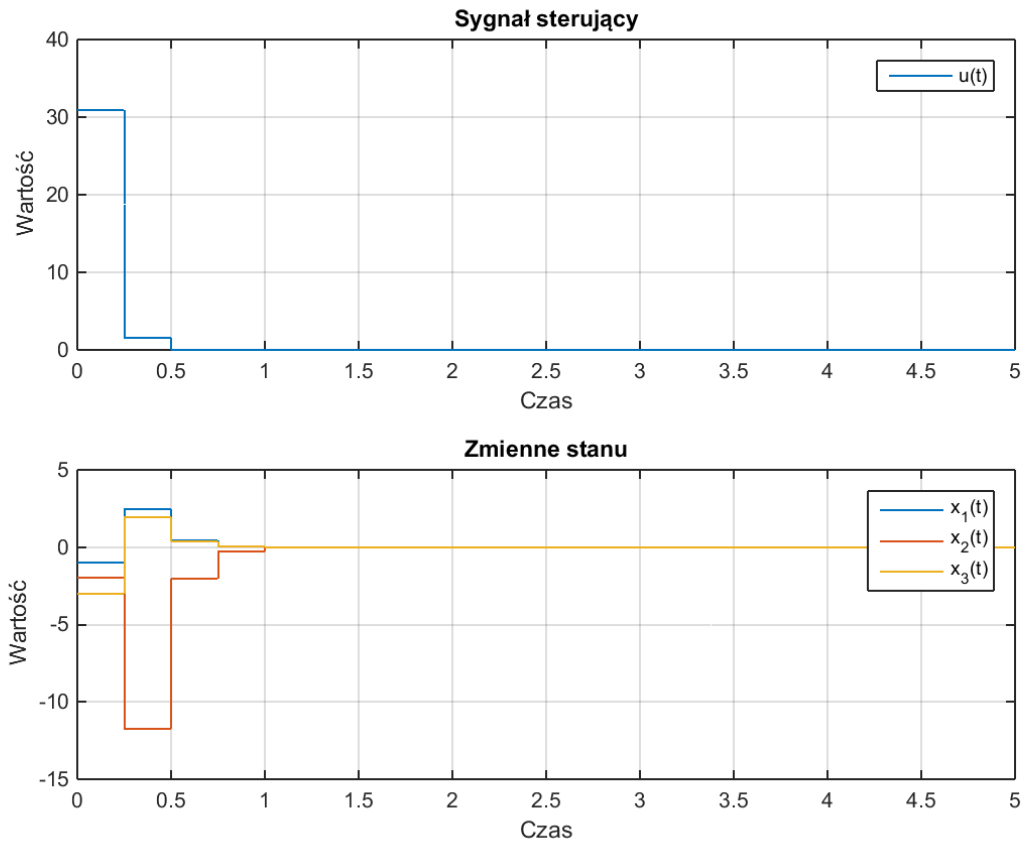 Sygnał sterujący
40
30
20
10
0
Wartość
u(t)
0 0.5 1 1.5 2 2.5 3 3.5 4 4.5 5
Czas
Zmienne stanu
5
0
-5
-10
-15
Wartość
x1(t)
x2(t)
x3(t)
0 0.5 1 1.5 2 2.5 3 3.5 4 4.5 5
Czas